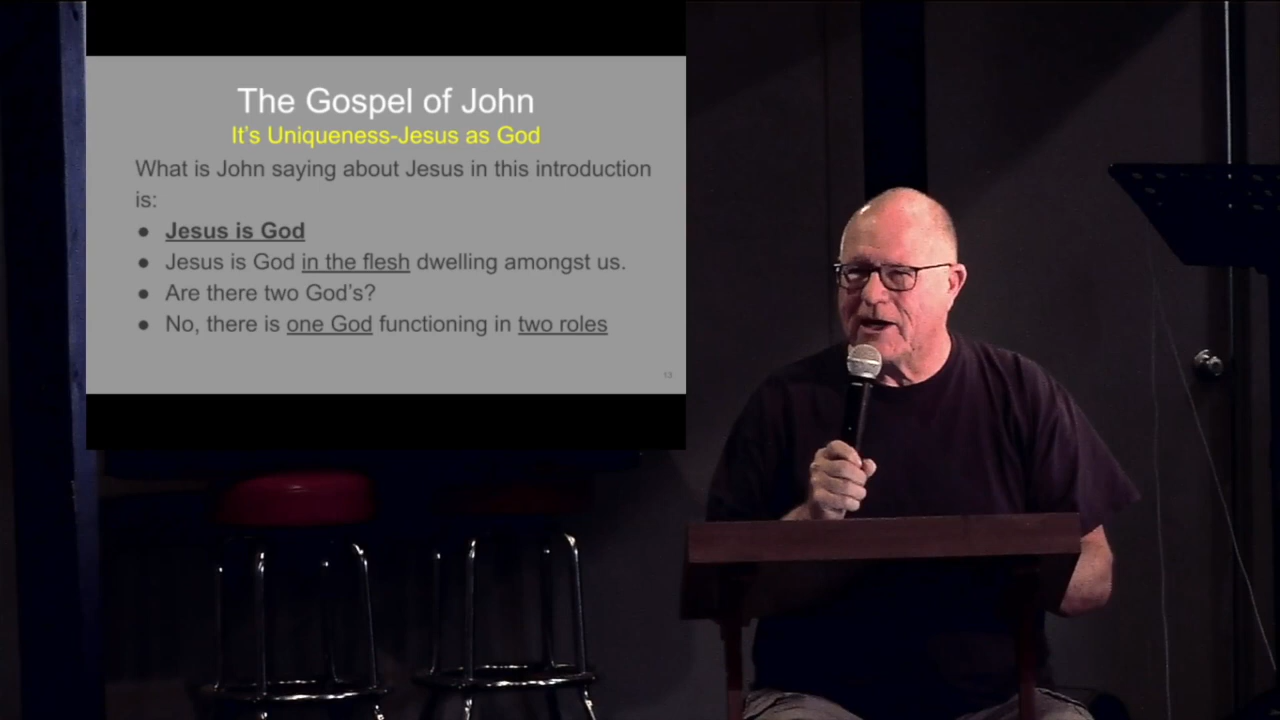 The Gospel of John
It's Uniqueness-Jesus as God
What is John saying about Jesus in this introduction
is:
● Jesus is God
● Jesus is God in the flesh dwelling amongst us.
● Are there two God's?
● No, there is one God functioning in two roles
13